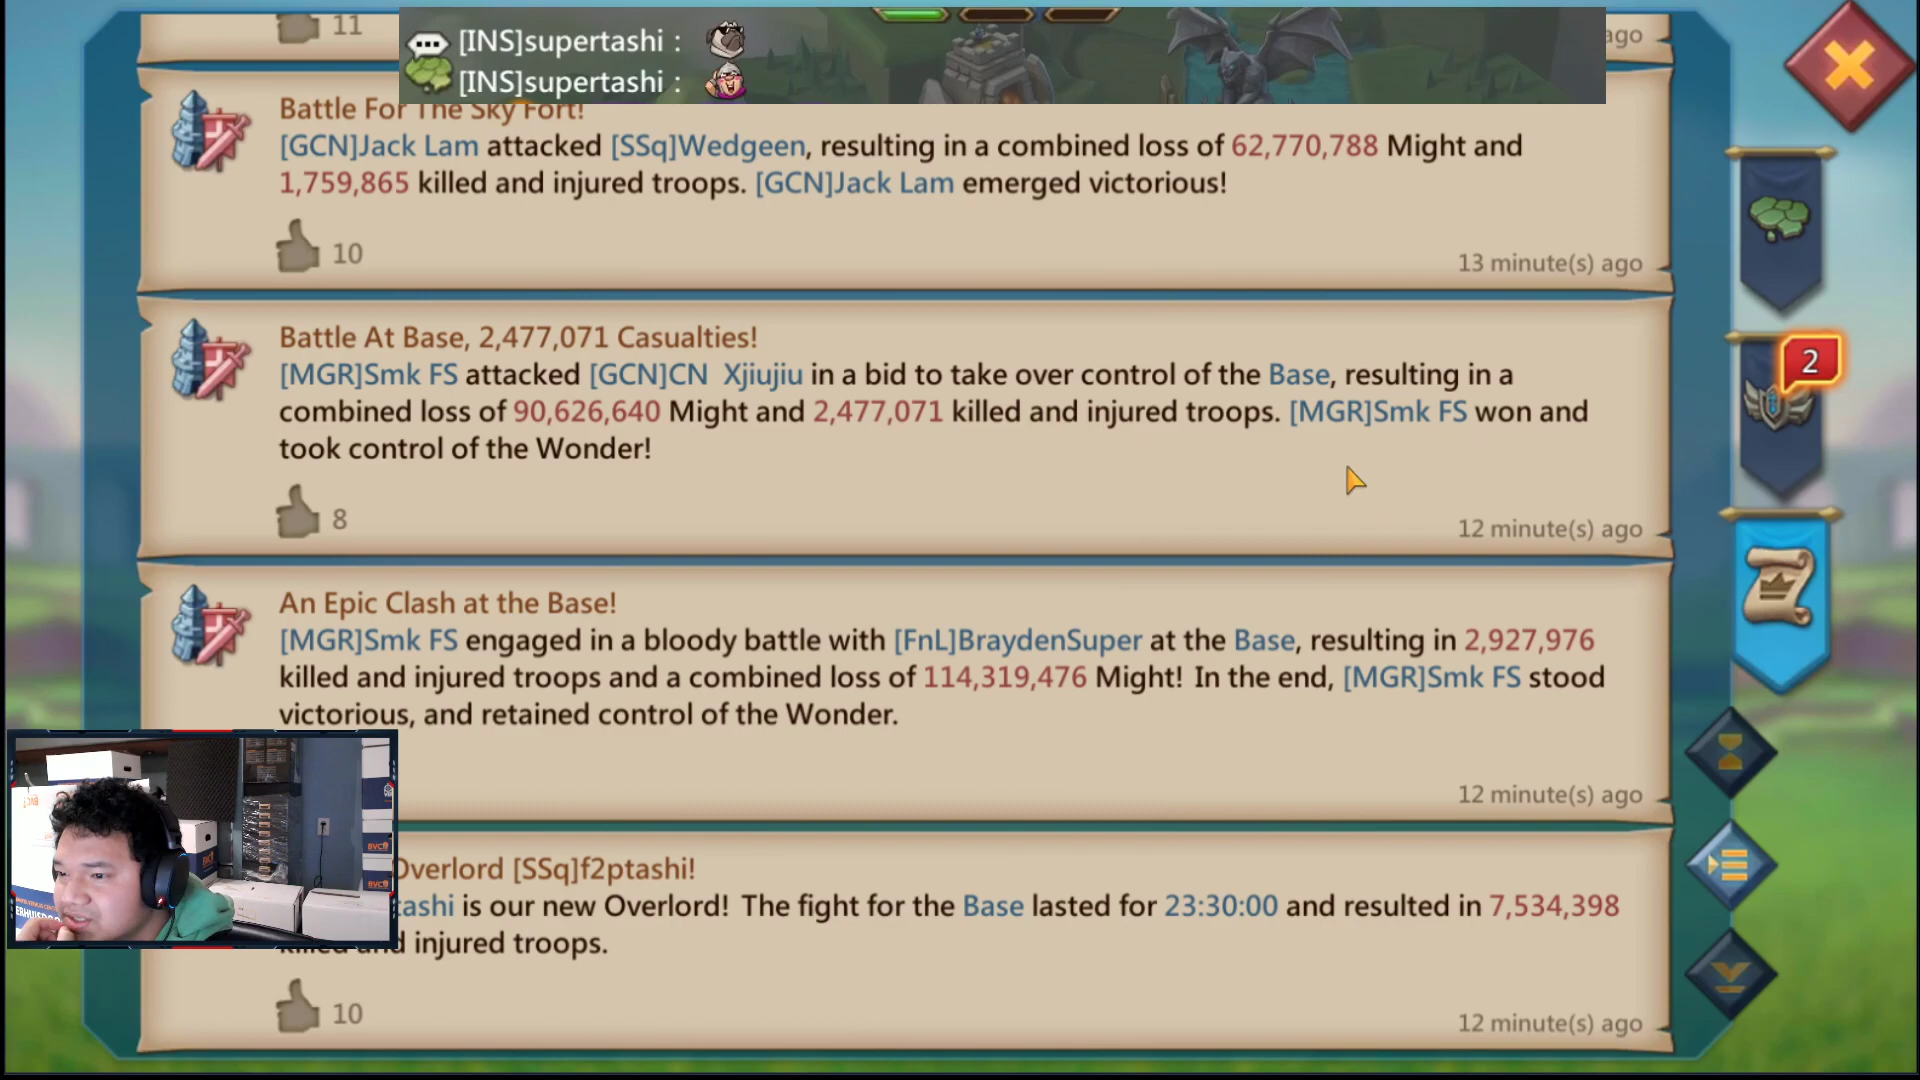 11
[INS]supertashi :
ago
[INS]supertashi :
Battle For The Sky Fort!
[GCN]Jack Lam attacked [SSq]Wedgeen, resulting in a combined loss of 62,770,788 Might and
1,759,865 killed and injured troops. [GCN]Jack Lam emerged victorious!
10
13 minute(s) ago
Battle At Base, 2,477,071 Casualties!
[MGR]Smk FS attacked [GCN]CN Xjiujiu in a bid to take over control of the Base, resulting in a
combined loss of 90,626,640 Might and 2,477,071 killed and injured troops. [MGR]Smk FS won and
took control of the Wonder!
8
12 minute(s) ago
2
An Epic Clash at the Base!
[MGR]Smk FS engaged in a bloody battle with [FnL]BraydenSuper at the Base, resulting in 2,927,976
killed and injured troops and a combined loss of 114,319,476 Might! In the end, [MGR]Smk FS stood
victorious, and retained control of the Wonder.
12 minute(s) ago
Overlord [SSq]f2ptashi!
tashi is our new Overlord! The fight for the Base lasted for 23:30:00 and resulted in 7,534,398
killed and injured troops.
10
12 minute(s) ago
BVC
BVC
BVC